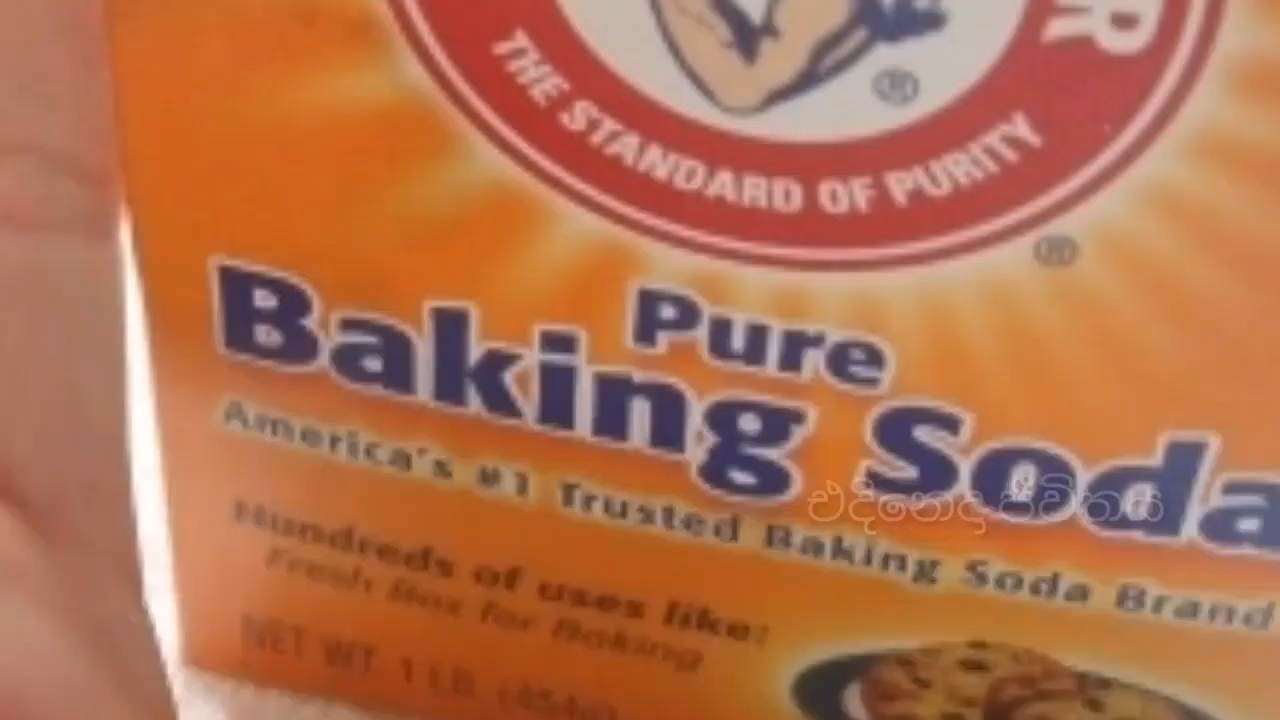 R
®
THE STANDARD OF PURITY
®
Pure
Baking Soda
America's #1 Trusted Baking Soda Brand
Hundreds of uses like:
Fresh Box for Baking
NET WT. 1 LB. (454g)